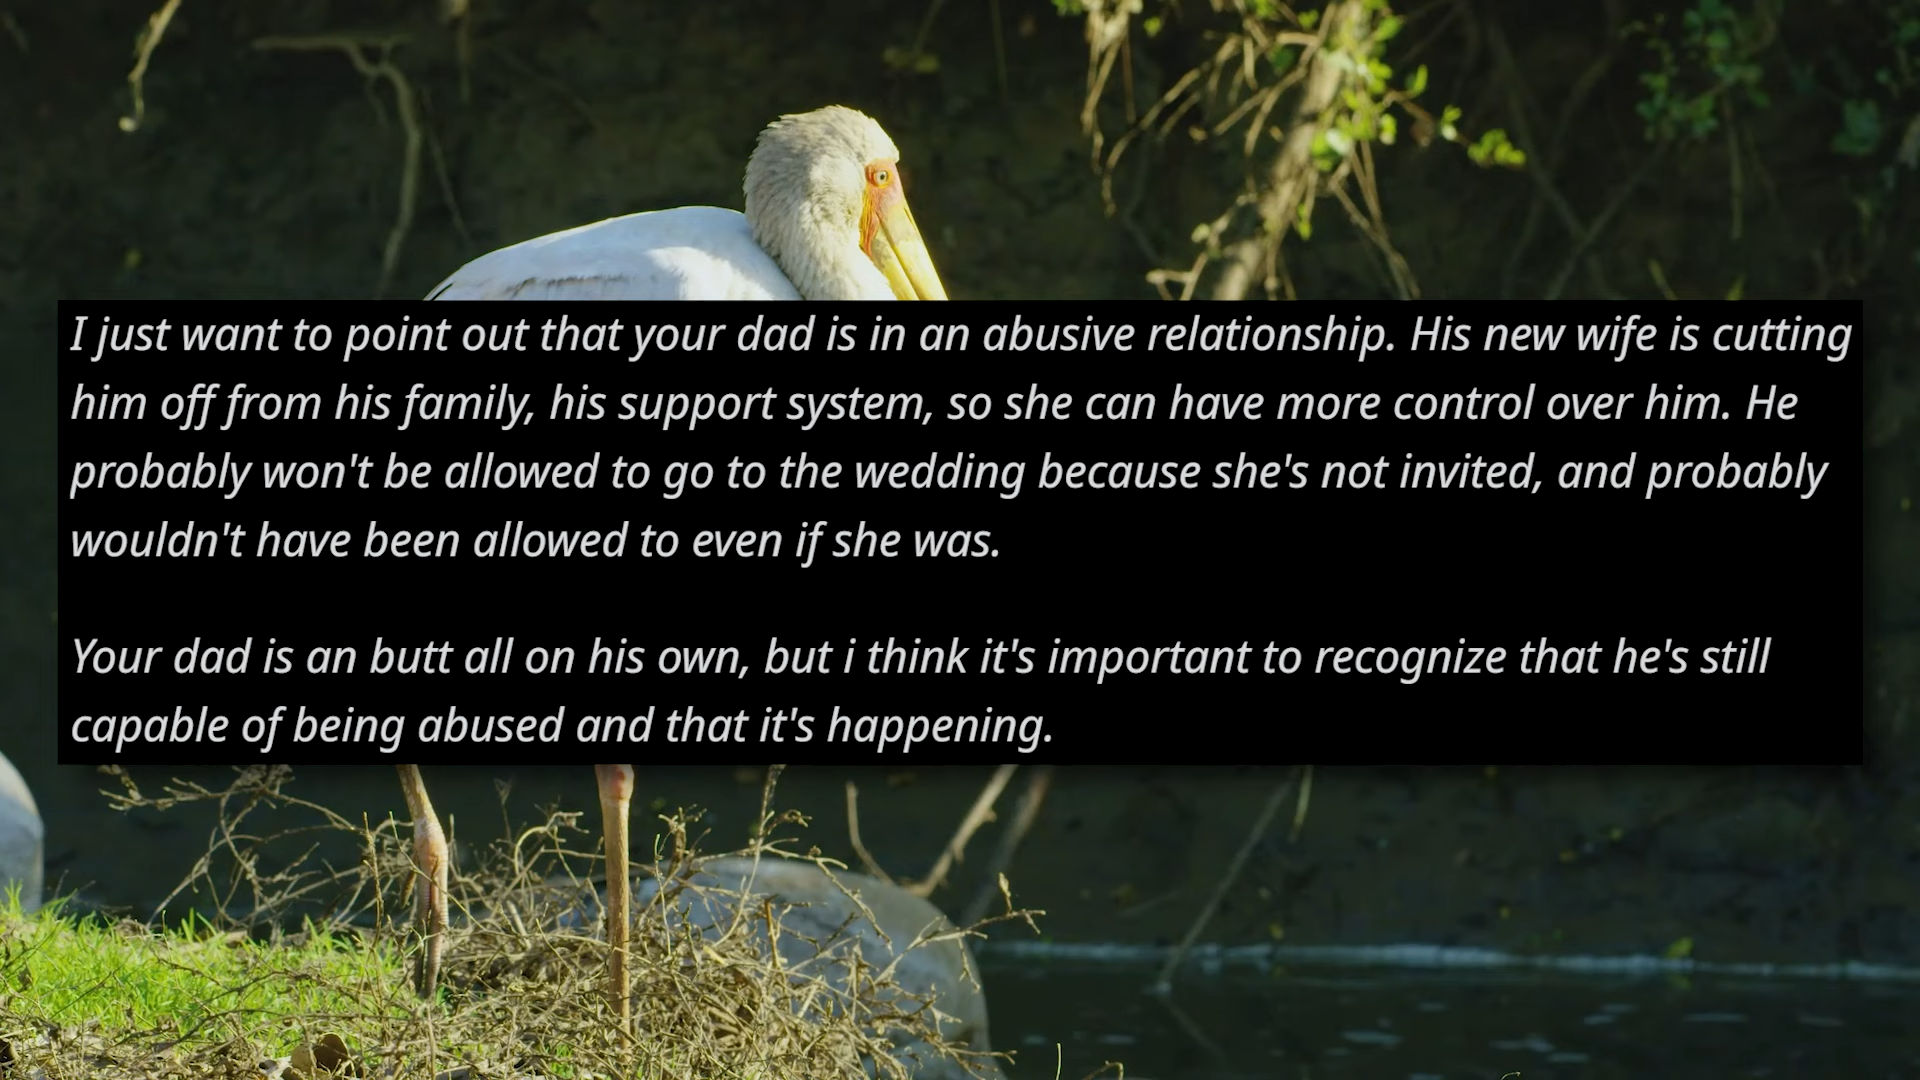 I just want to point out that your dad is in an abusive relationship. His new wife is cutting
him off from his family, his support system, so she can have more control over him. He
probably won't be allowed to go to the wedding because she's not invited, and probably
wouldn't have been allowed to even if she was.
Your dad is an butt all on his own, but i think it's important to recognize that he's still
capable of being abused and that it's happening.